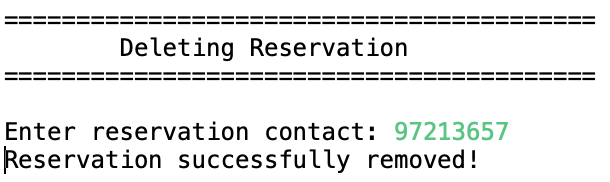 =========================================
Deleting Reservation
=========================================
Enter reservation contact: 97213657
Reservation successfully removed!